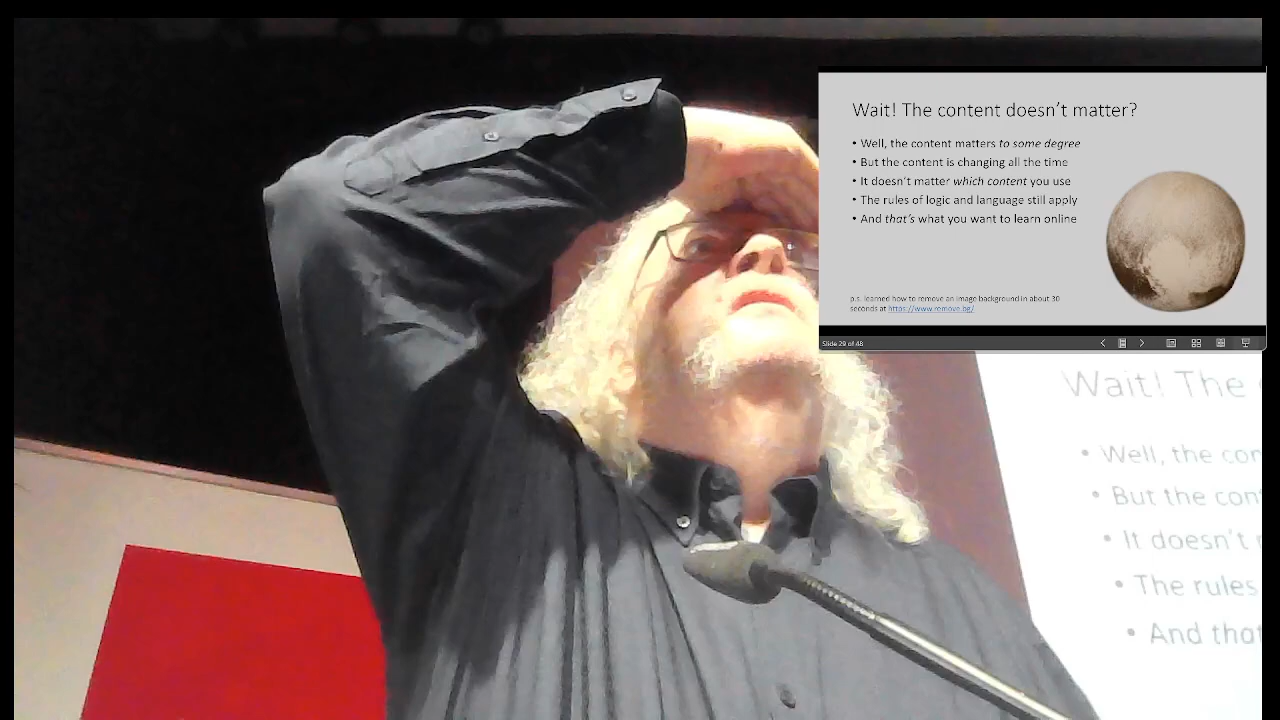 Wait! The content doesn't matter?
• Well, the content matters to some degree
• But the content is changing all the time
• It doesn't matter which content you use
• The rules of logic and language still apply
• And that's what you want to learn online
p.s. learned how to remove an image background in about 30
seconds at https://www.remove.bg/
Slide 29 of 48
Wait! The
• Well, the con
• But the cont
• It doesn't
• The rules
• And that